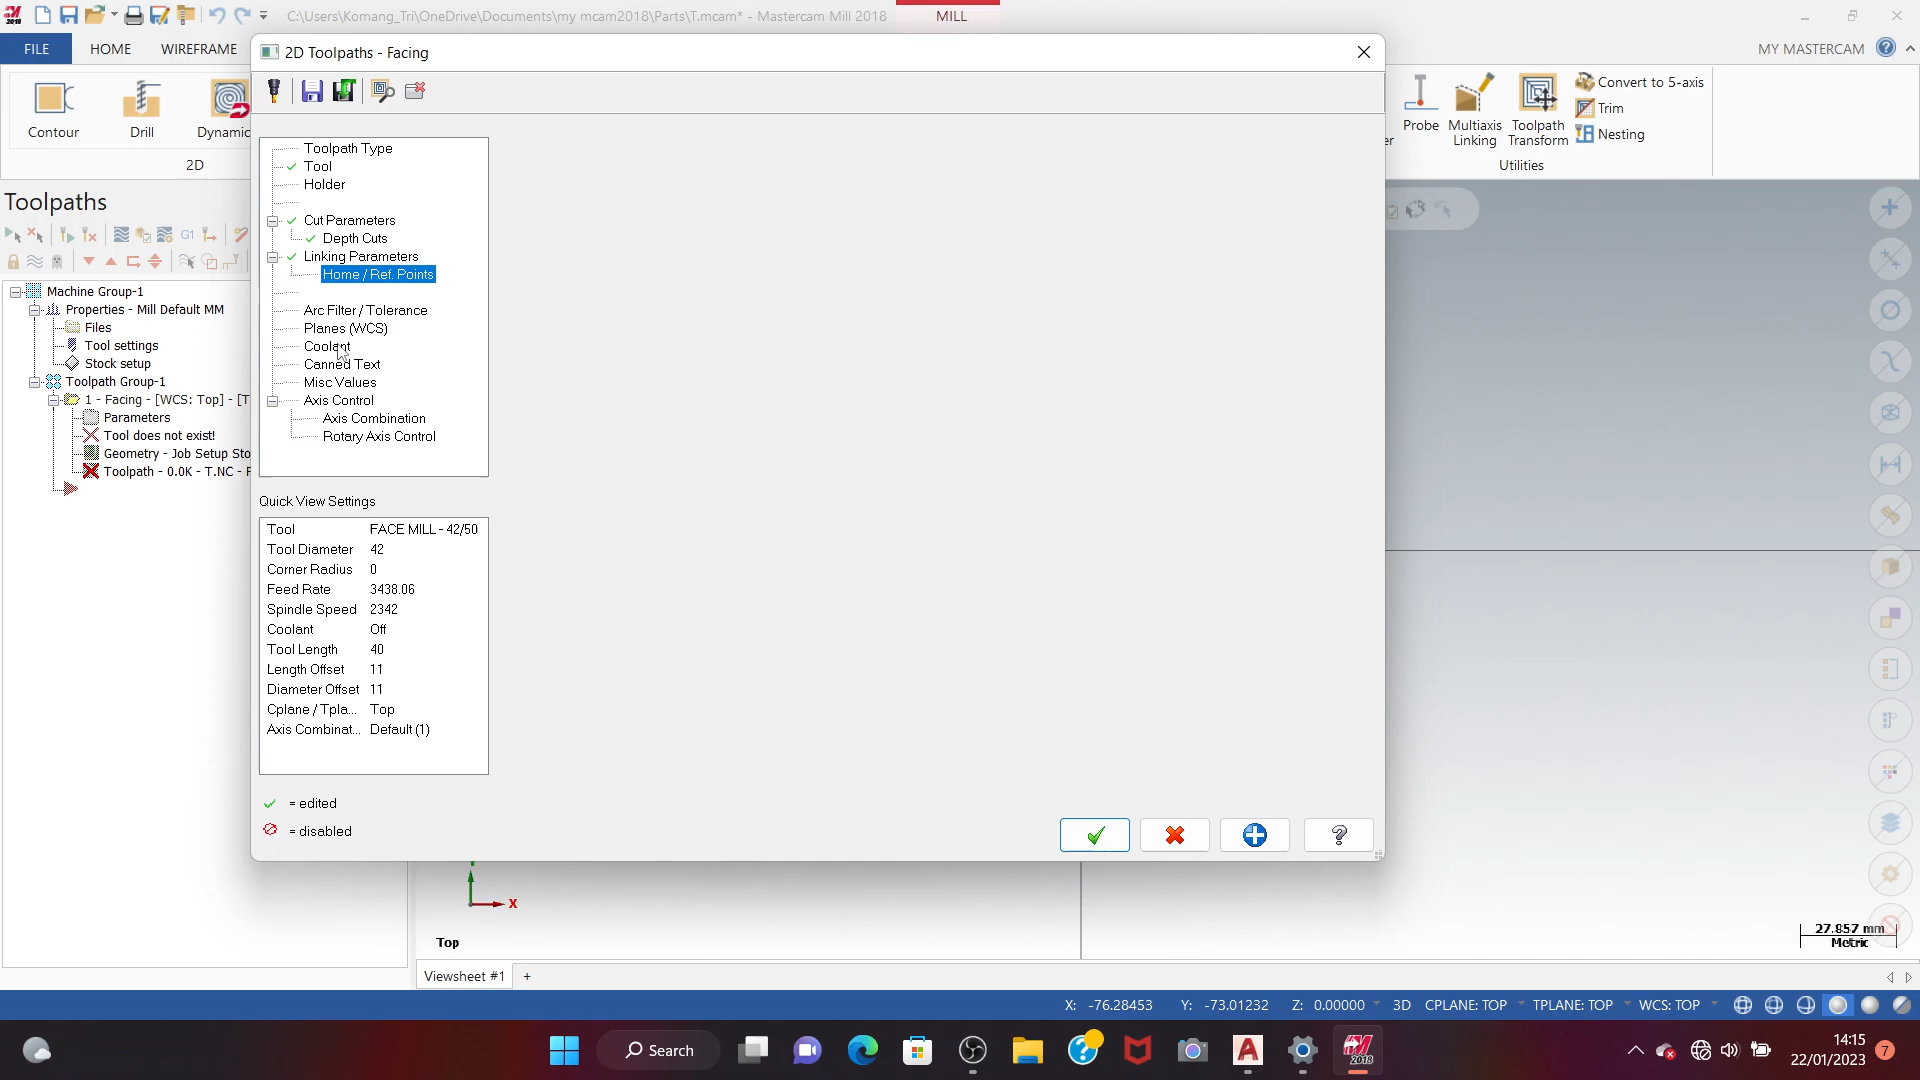 2018
C:\Users\Komang_Tri\OneDrive\Documents\my mcam2018\Parts\T.mcam* - Mastercam Mill 2018
MILL
FILE
HOME
WIREFRAME
MY MASTERCAM
2D Toolpaths - Facing
Contour
Drill
Dynamic
2D
Probe
Multiaxis Linking
Toolpath Transform
Convert to 5-axis
Trim
Nesting
Utilities
Toolpaths
G1
Machine Group-1
Properties - Mill Default MM
Files
Tool settings
Stock setup
Toolpath Group-1
1 - Facing - [WCS: Top] - [T
Parameters
Tool does not exist!
Geometry - Job Setup Sto
Toolpath - 0.0K - T.NC -
Toolpath Type
Tool
Holder
Cut Parameters
Depth Cuts
Linking Parameters
Home / Ref. Points
Arc Filter / Tolerance
Planes (WCS)
Coolant
Canned Text
Misc Values
Axis Control
Axis Combination
Rotary Axis Control
Quick View Settings
Tool FACE MILL - 42/50
Tool Diameter 42
Corner Radius 0
Feed Rate 3438.06
Spindle Speed 2342
Coolant Off
Tool Length 40
Length Offset 11
Diameter Offset 11
Cplane / Tpla... Top
Axis Combinat... Default (1)
= edited
= disabled
X
Top
27.857 mm
Metric
Viewsheet #1 +
X: -76.28453 Y: -73.01232 Z: 0.00000 3D CPLANE: TOP TPLANE: TOP WCS: TOP
Search
2018
14:15
22/01/2023
7